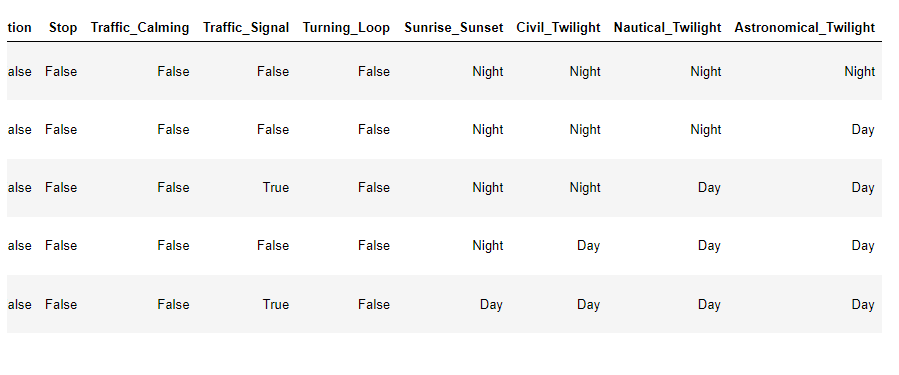 tion Stop Traffic_Calming Traffic_Signal Turning_Loop Sunrise_Sunset Civil_Twilight Nautical_Twilight Astronomical_Twilight
alse False False False False Night Night Night Night
alse False False False False Night Night Night Day
alse False False True False Night Night Day Day
alse False False False False Night Day Day Day
alse False False True False Day Day Day Day